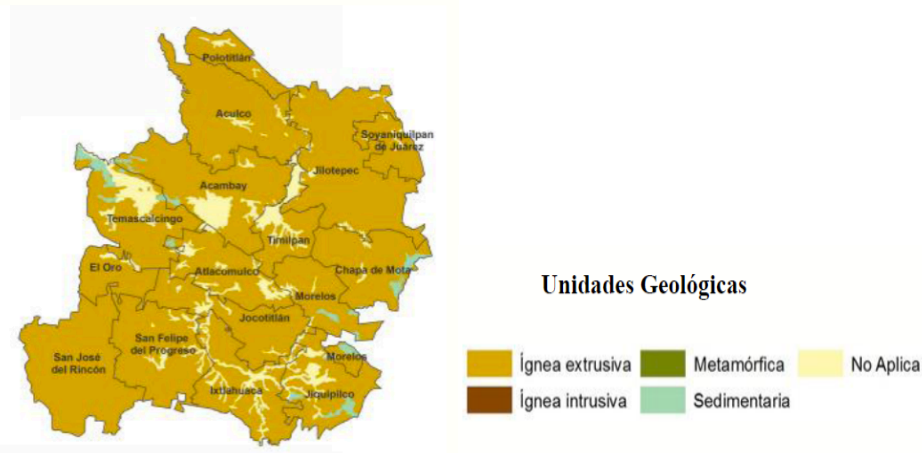 Polotitlán
Aculco
Soyaniquilpan
de Juárez
Jilotepec
Acambay
Temascalcingo
Timilpan
El Oro
Atlacomulco
Chapa de Mota
Morelos
Jocotitlán
San Felipe
del Progreso
San José
del Rincón
Morelos
Ixtlahuaca
Jiquipilco
Unidades Geológicas
Ígnea extrusiva
Metamórfica
No Aplica
Ígnea intrusiva
Sedimentaria